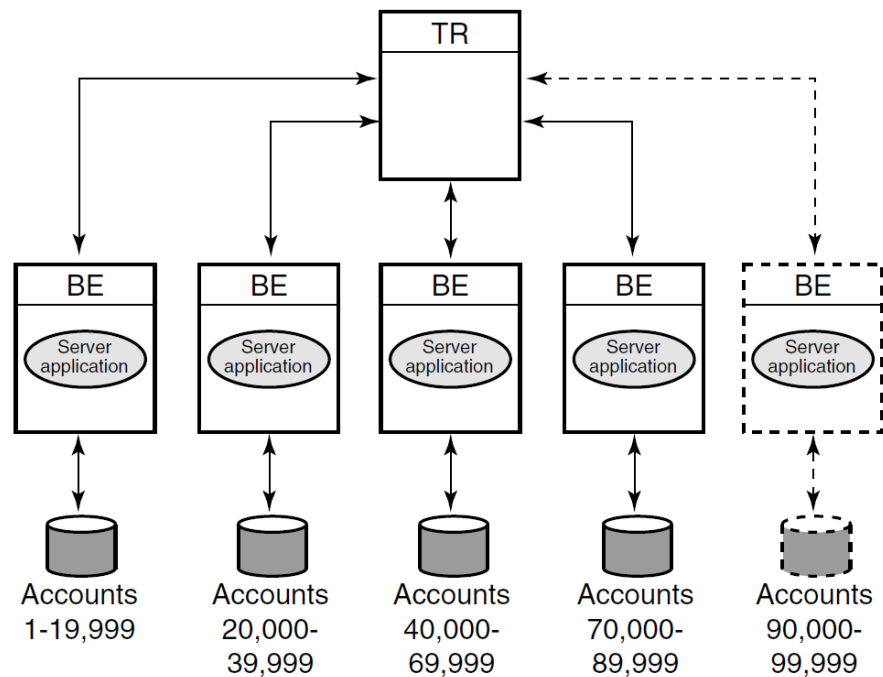 TR
BE
BE
BE
BE
BE
Server
application
Server
application
Server
application
Server
application
Server
application
Accounts
1-19,999
Accounts
20,000-
39,999
Accounts
40,000-
69,999
Accounts
70,000-
89,999
Accounts
90,000-
99,999